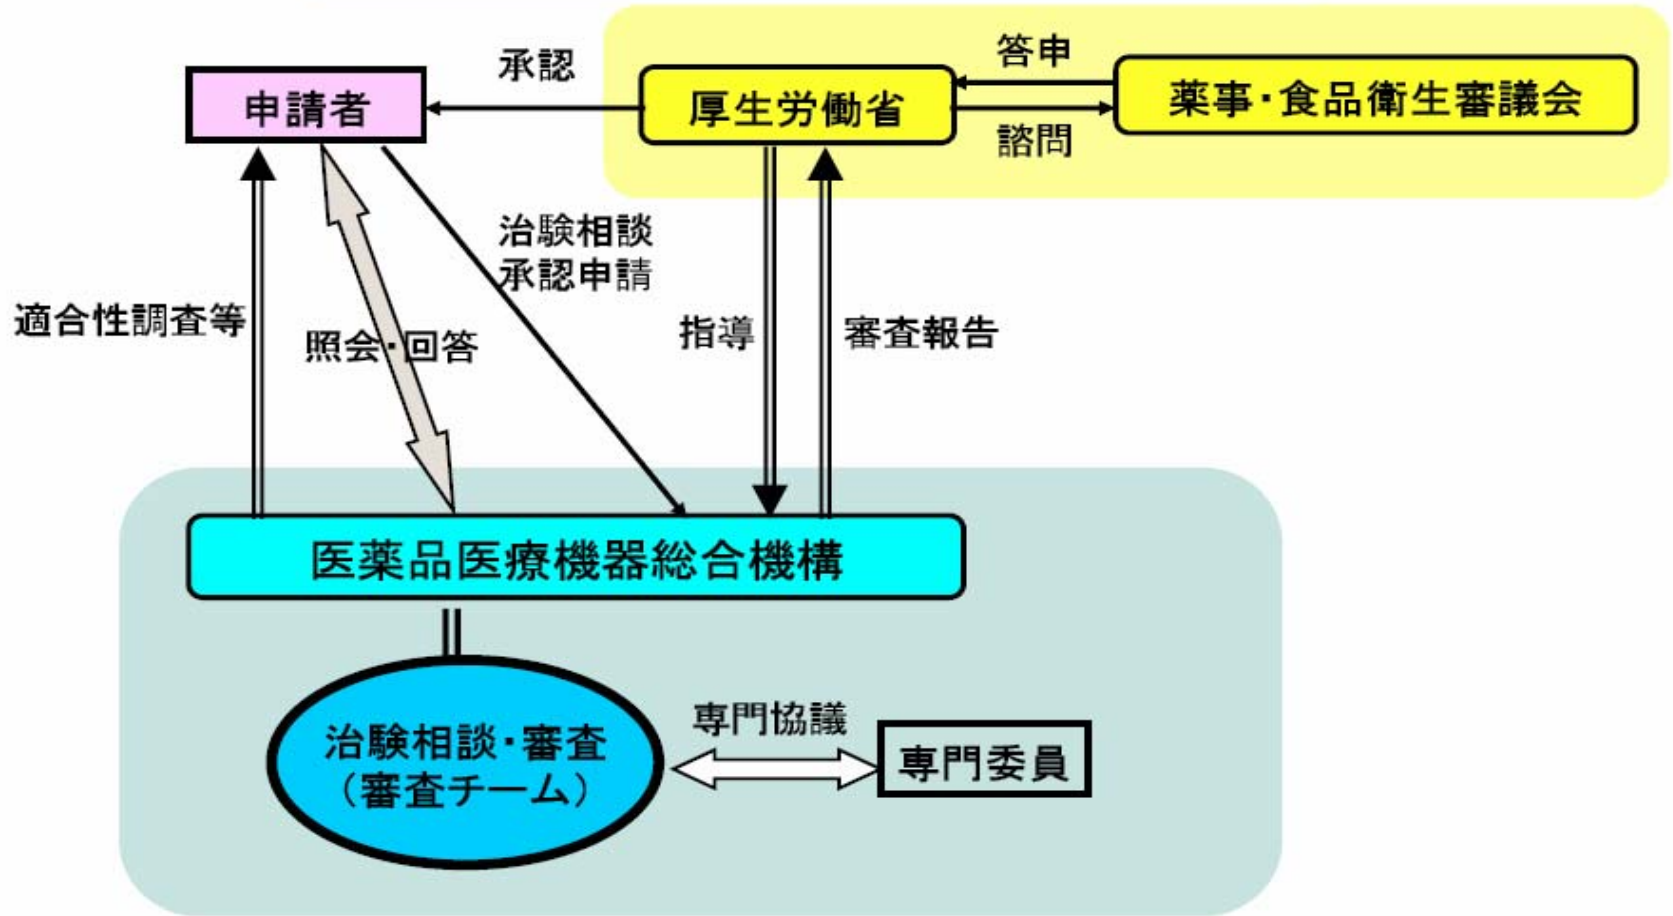 承認
答申
申請者
厚生労働省
薬事・食品衛生審議会
諮問
治験相談
承認申請
適合性調査等
照会・回答
指導
審査報告
医薬品医療機器総合機構
治験相談・審査
（審査チーム）
専門協議
専門委員